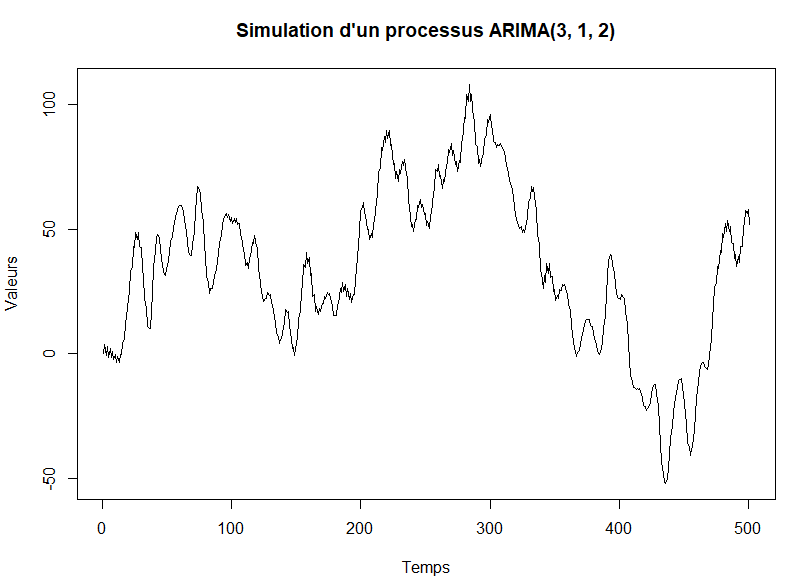 Simulation d'un processus ARIMA(3, 1, 2)
Valeurs
100
50
0
-50
0 100 200 300 400 500
Temps